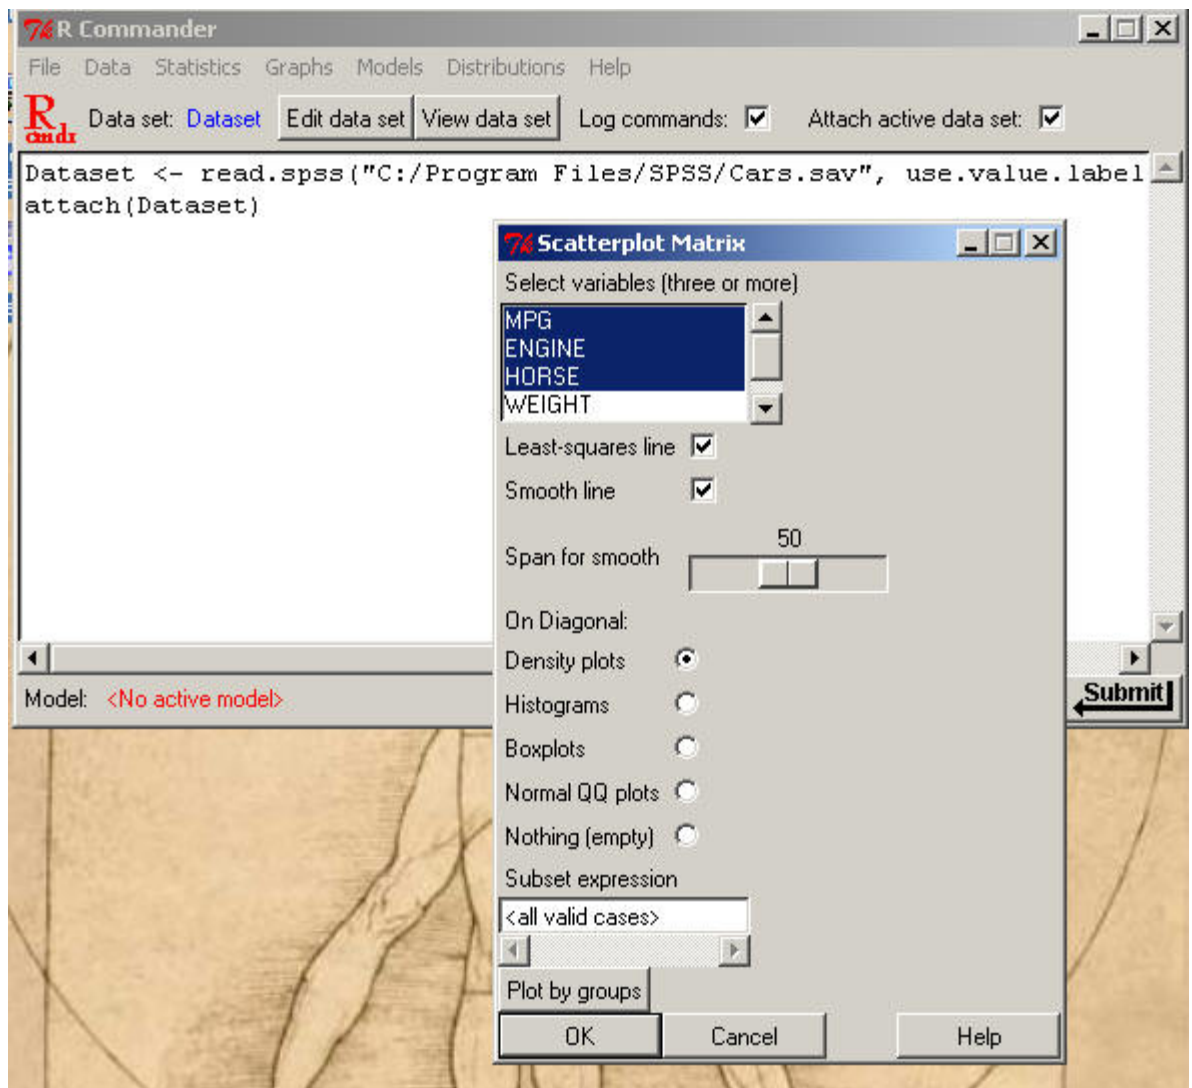 R Commander
File Data Statistics Graphs Models Distributions Help
R cmdr Data set: Dataset Edit data set View data set Log commands: Attach active data set:
Dataset <- read.spss("C:/Program Files/SPSS/Cars.sav", use.value.label
attach(Dataset)
Scatterplot Matrix
Select variables (three or more)
MPG
ENGINE
HORSE
WEIGHT
Least-squares line
Smooth line
50
Span for smooth
On Diagonal:
Density plots
Histograms
Boxplots
Normal QQ plots
Nothing (empty)
Subset expression
<all valid cases>
Plot by groups
OK Cancel Help
Model: <No active model>
Submit